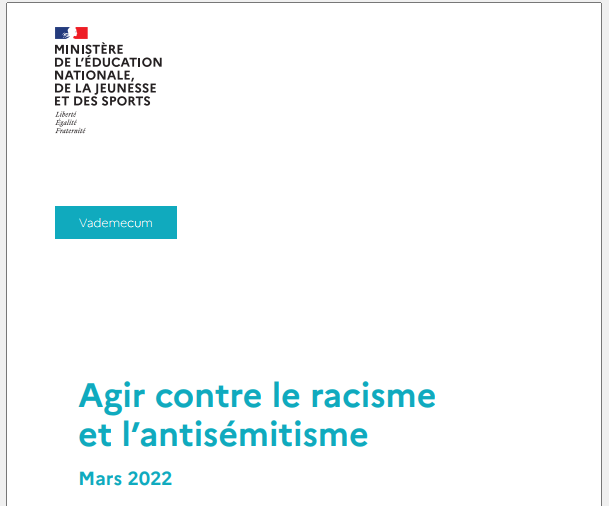 MINISTÈRE
DE L'ÉDUCATION
NATIONALE,
DE LA JEUNESSE
ET DES SPORTS
Liberté
Égalité
Fraternité
Vademecum
Agir contre le racisme
et l'antisémitisme
Mars 2022